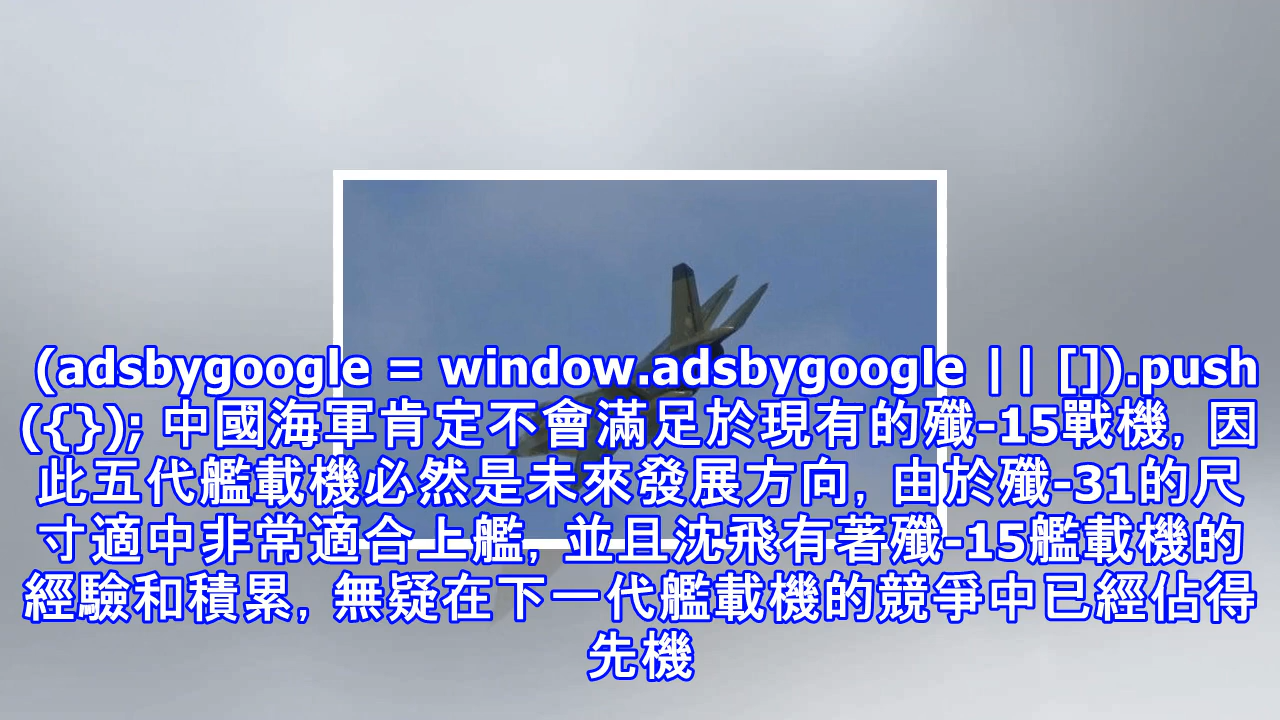 (adsbygoogle = window.adsbygoogle || []).push
({}); 中國海軍肯定不會滿足於現有的殲-15戰機, 因
此五代艦載機必然是未來發展方向, 由於殲-31的尺
寸適中非常適合上艦, 並且沈飛有著殲-15艦載機的
經驗和積累, 無疑在下一代艦載機的競爭中已經佔得
先機